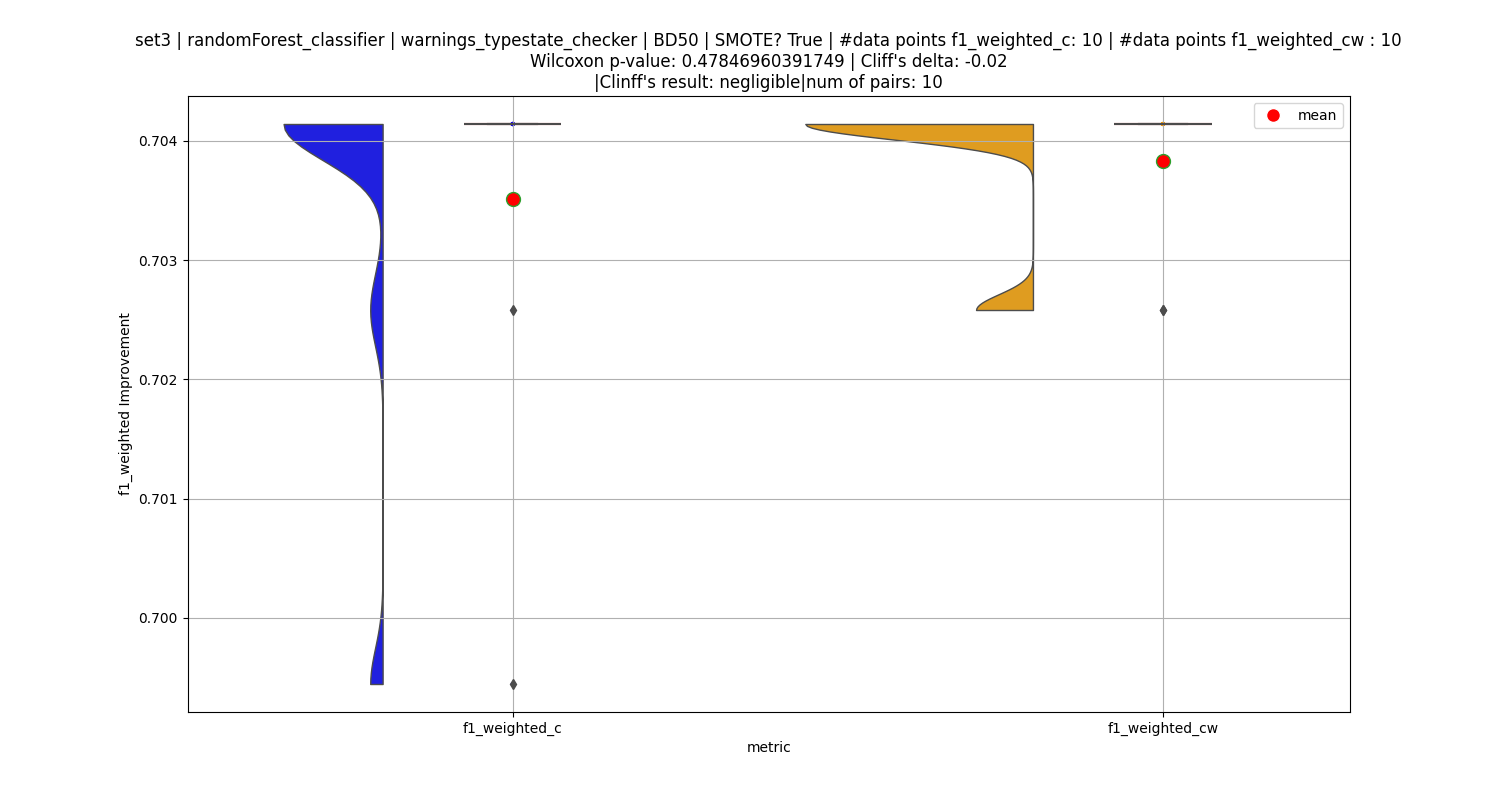 set3 | randomForest_classifier | warnings_typestate_checker | BD50 | SMOTE? True | #data points f1_weighted_c: 10 | #data points f1_weighted_cw : 10
Wilcoxon p-value: 0.47846960391749 | Cliff's delta: -0.02
|Clinff's result: negligible|num of pairs: 10
mean
0.704
0.703
0.702
0.701
0.700
f1_weighted Improvement
f1_weighted_c
f1_weighted_cw
metric